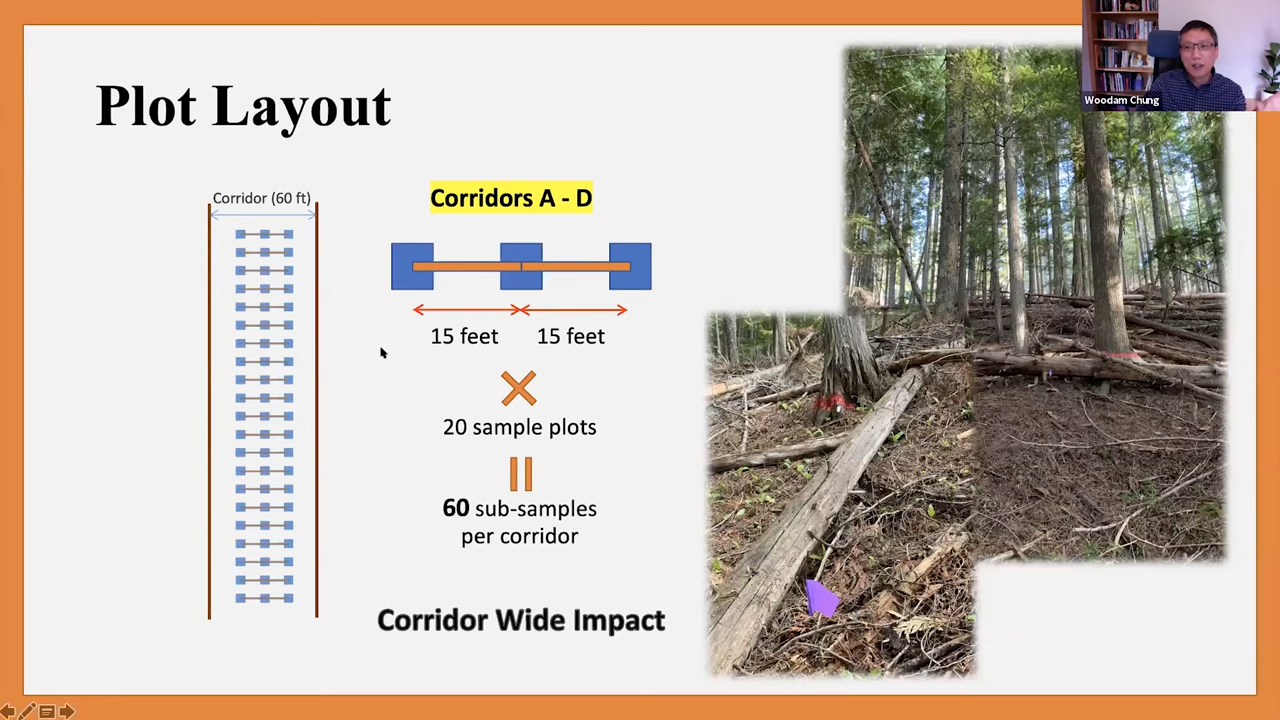 Plot Layout
Woodam Chung
Corridor (60 ft)
Corridors A - D
15 feet 15 feet
20 sample plots
60 sub-samples
per corridor
Corridor Wide Impact